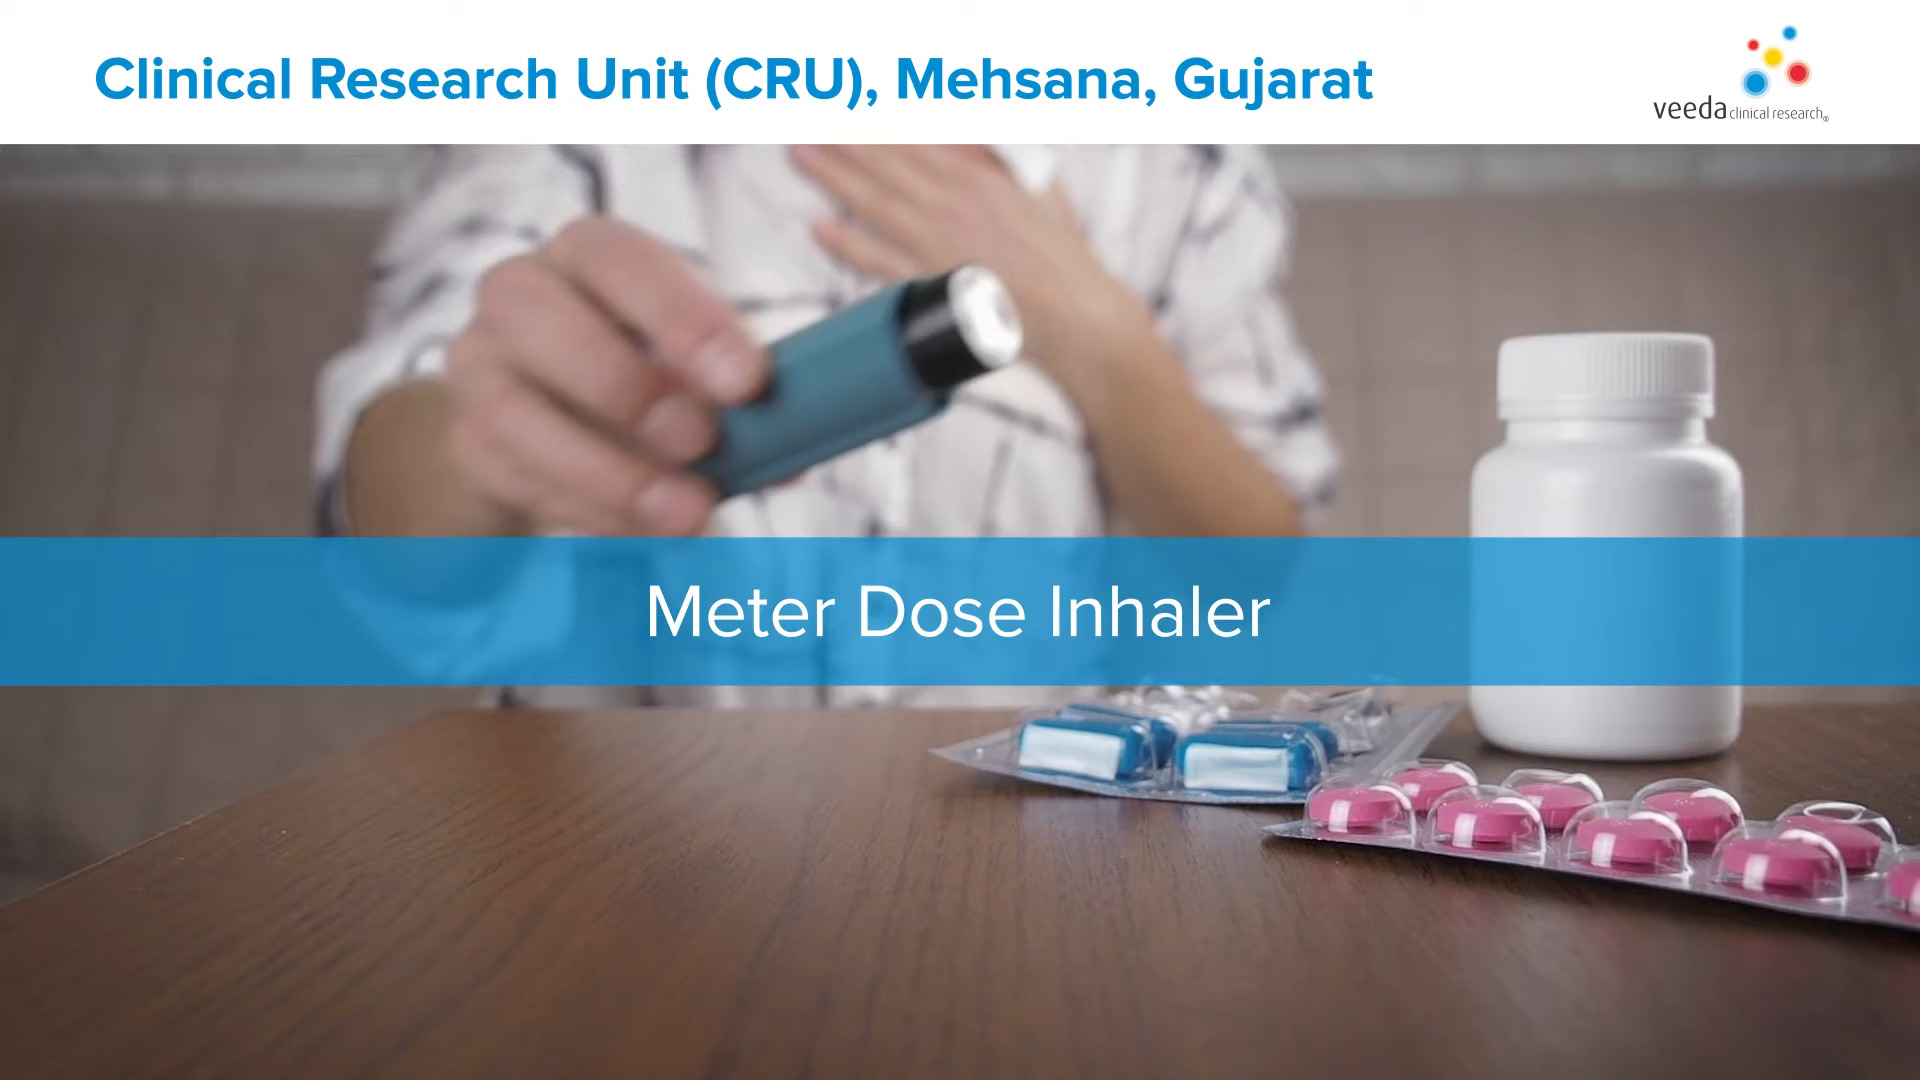 Clinical Research Unit (CRU), Mehsana, Gujarat
veeda clinical research®
Meter Dose Inhaler